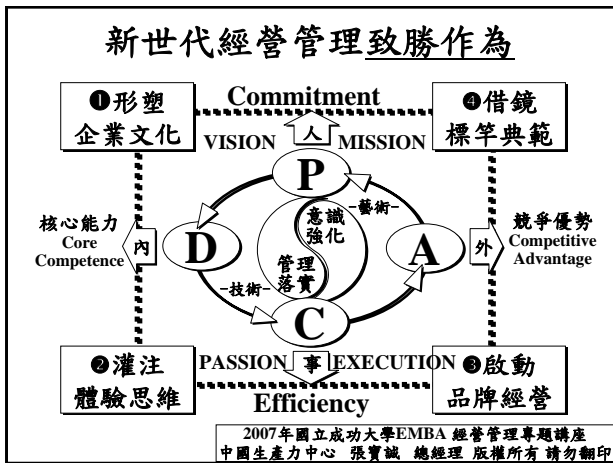 新世代經營管理致勝作為
❶形塑
企業文化
Commitment
❹借鏡
標竿典範
VISION
人
MISSION
P
意識
強化
-藝術-
核心能力
Core
Competence
內
D
A
外
競爭優勢
Competitive
Advantage
管理
落實
-技術-
C
❷灌注
體驗思維
PASSION
事
EXECUTION
Efficiency
❸啟動
品牌經營
2007年國立成功大學EMBA 經營管理專題講座
中國生產力中心 張寶誠 總經理 版權所有 請勿翻印